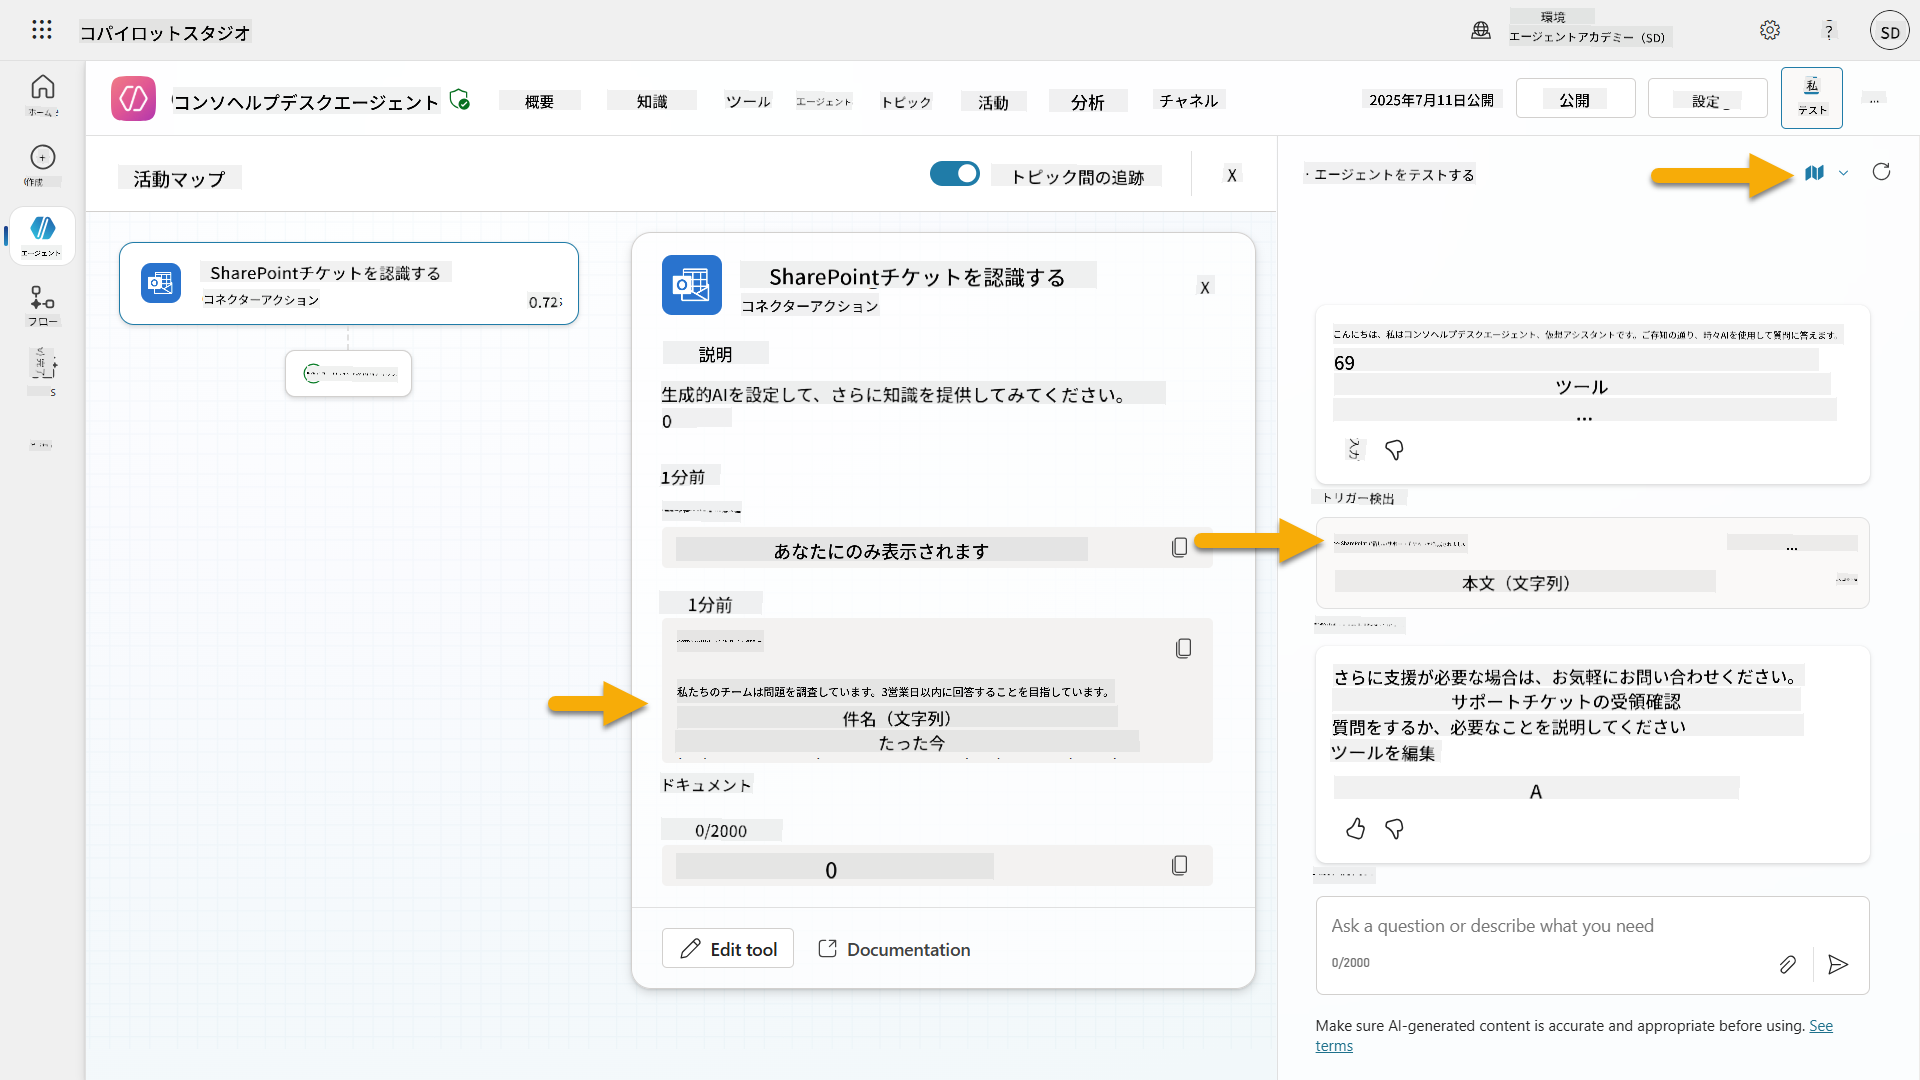 コパイロットスタジオ
環境
エージェントアカデミー（SD）
?
SD
ホーム
コンソヘルプデスクエージェント
概要
知識
ツール
エージェント
トピック
活動
分析
チャネル
2025年7月11日公開
公開
設定
私
テスト
...
作成
エージェント
フロー
S
活動マップ
トピック間の追跡
X
エージェントをテストする
SharePointチケットを認識する
コネクターアクション
SharePointチケットを認識する
コネクターアクション
X
説明
生成的AIを設定して、さらに知識を提供してみてください。
0
1分前
あなたにのみ表示されます
1分前
私たちのチームは問題を調査しています。3営業日以内に回答することを目指しています。
件名（文字列）
たった今
ドキュメント
0/2000
0
Edit tool
Documentation
こんにちは、私はコンソヘルプデスクエージェント、仮想アシスタントです。ご存知の通り、時々AIを使用して質問に答えます。
69
ツール
...
入力
トリガー検出
...
本文（文字列）
さらに支援が必要な場合は、お気軽にお問い合わせください。
サポートチケットの受領確認
質問をするか、必要なことを説明してください
ツールを編集
A
Ask a question or describe what you need
0/2000
Make sure AI-generated content is accurate and appropriate before using. See
terms